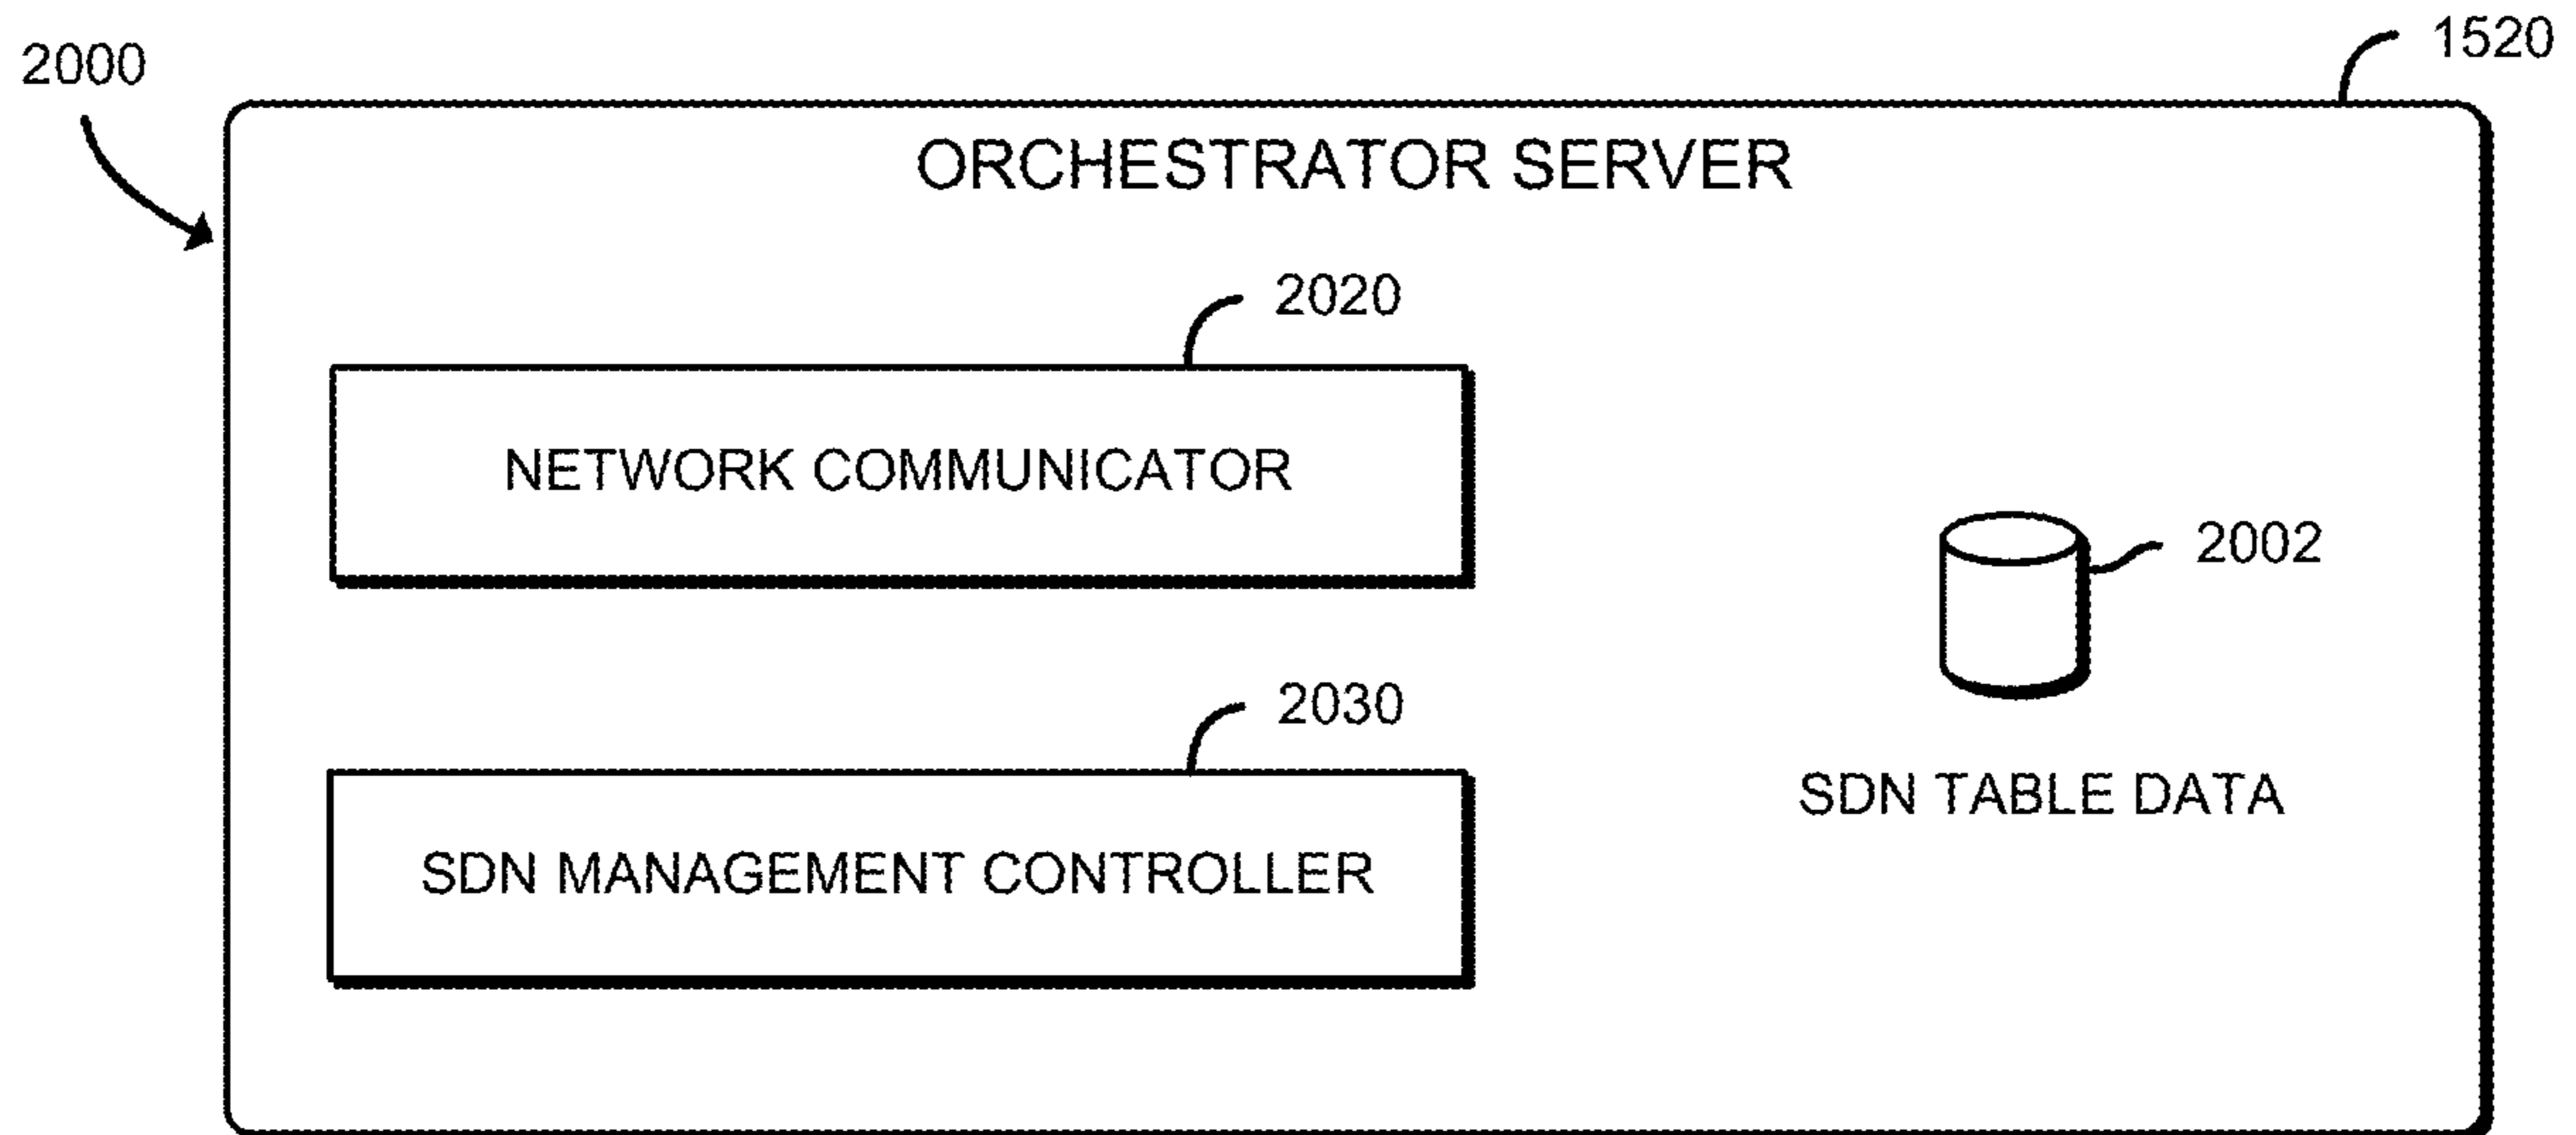 2000
1520
ORCHESTRATOR SERVER
2020
NETWORK COMMUNICATOR
2002
2030
SDN TABLE DATA
SDN MANAGEMENT CONTROLLER